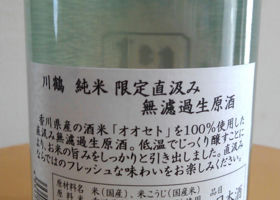 川鶴 純米 限定直汲み
無濾過生原酒
香川県産の酒米「オオセト」を100%使用した
直汲み無濾過生原酒。低温でじっくり醸すことに
より、お米の旨みをしっかりと引き出しました。直汲み
ならではのフレッシュな味わいをお楽しみください。
原材料名 米(国産)、米こうじ(国産米) 品目
日本酒